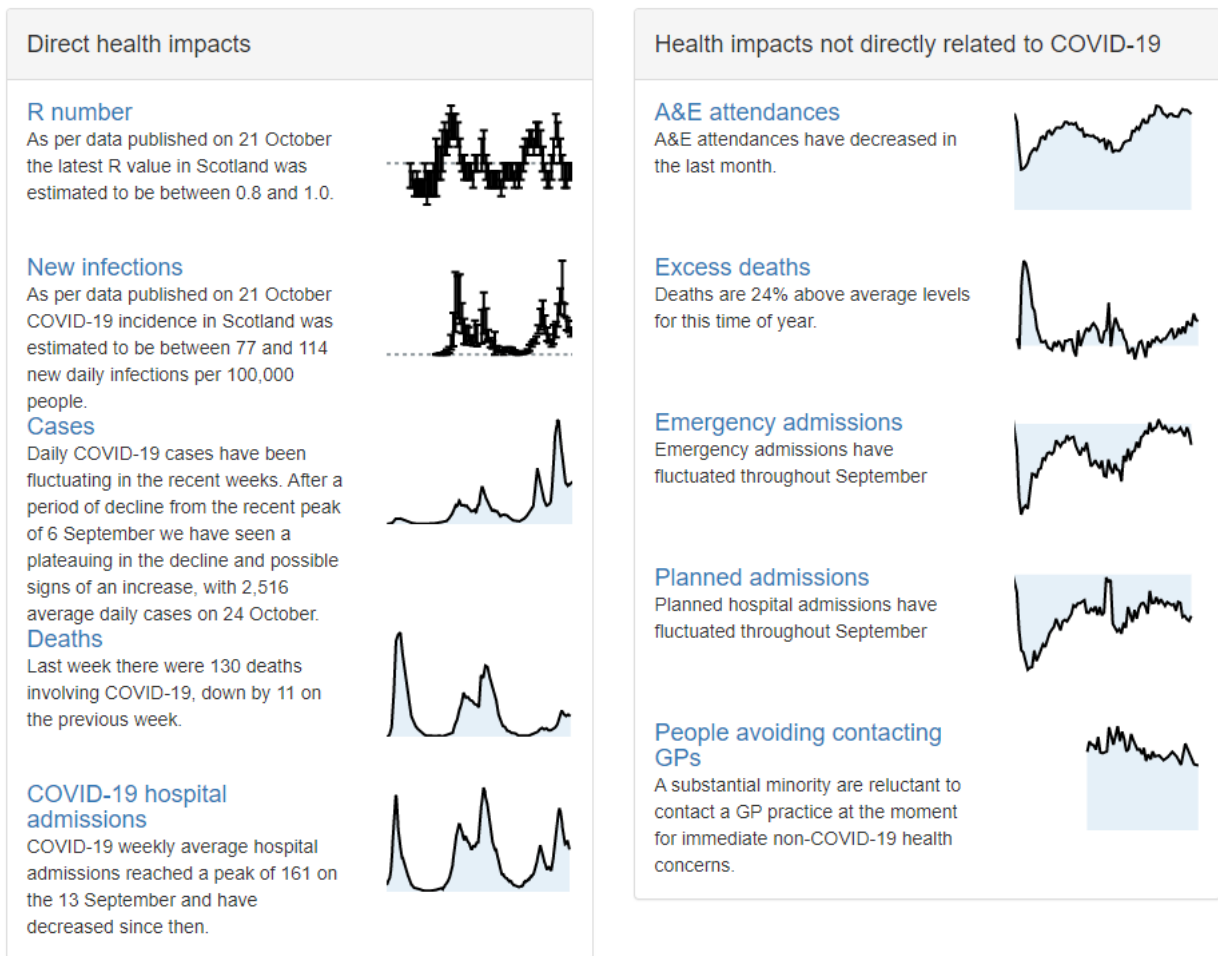 Direct health impacts
R number
As per data published on 21 October
the latest R value in Scotland was
estimated to be between 0.8 and 1.0.
New infections
As per data published on 21 October
COVID-19 incidence in Scotland was
estimated to be between 77 and 114
new daily infections per 100,000
people.
Cases
Daily COVID-19 cases have been
fluctuating in the recent weeks. After a
period of decline from the recent peak
of 6 September we have seen a
plateauing in the decline and possible
signs of an increase, with 2,516
average daily cases on 24 October.
Deaths
Last week there were 130 deaths
involving COVID-19, down by 11 on
the previous week.
COVID-19 hospital
admissions
COVID-19 weekly average hospital
admissions reached a peak of 161 on
the 13 September and have
decreased since then.
Health impacts not directly related to COVID-19
A&E attendances
A&E attendances have decreased in
the last month.
Excess deaths
Deaths are 24% above average levels
for this time of year.
Emergency admissions
Emergency admissions have
fluctuated throughout September
Planned admissions
Planned hospital admissions have
fluctuated throughout September
People avoiding contacting
GPs
A substantial minority are reluctant to
contact a GP practice at the moment
for immediate non-COVID-19 health
concerns.